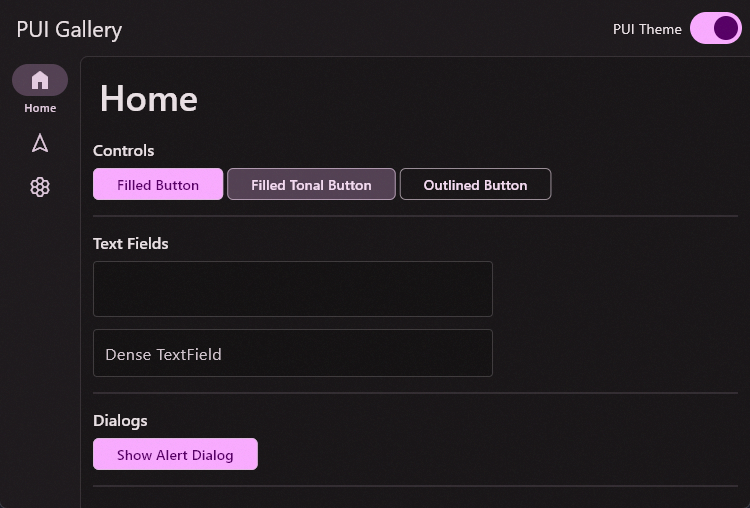 PUI Gallery
PUI Theme
Home
Home
Controls
Filled Button
Filled Tonal Button
Outlined Button
Text Fields
Dense TextField
Dialogs
Show Alert Dialog